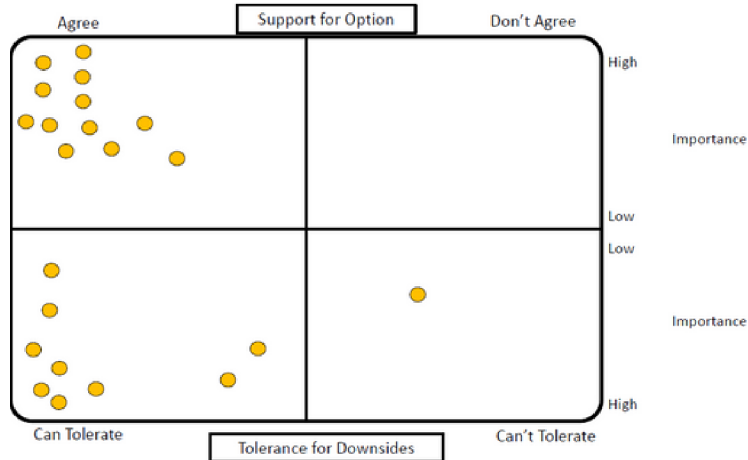 Agree
Support for Option
Don't Agree
High
Importance
Low
Low
Importance
High
Can Tolerate
Tolerance for Downsides
Can't Tolerate